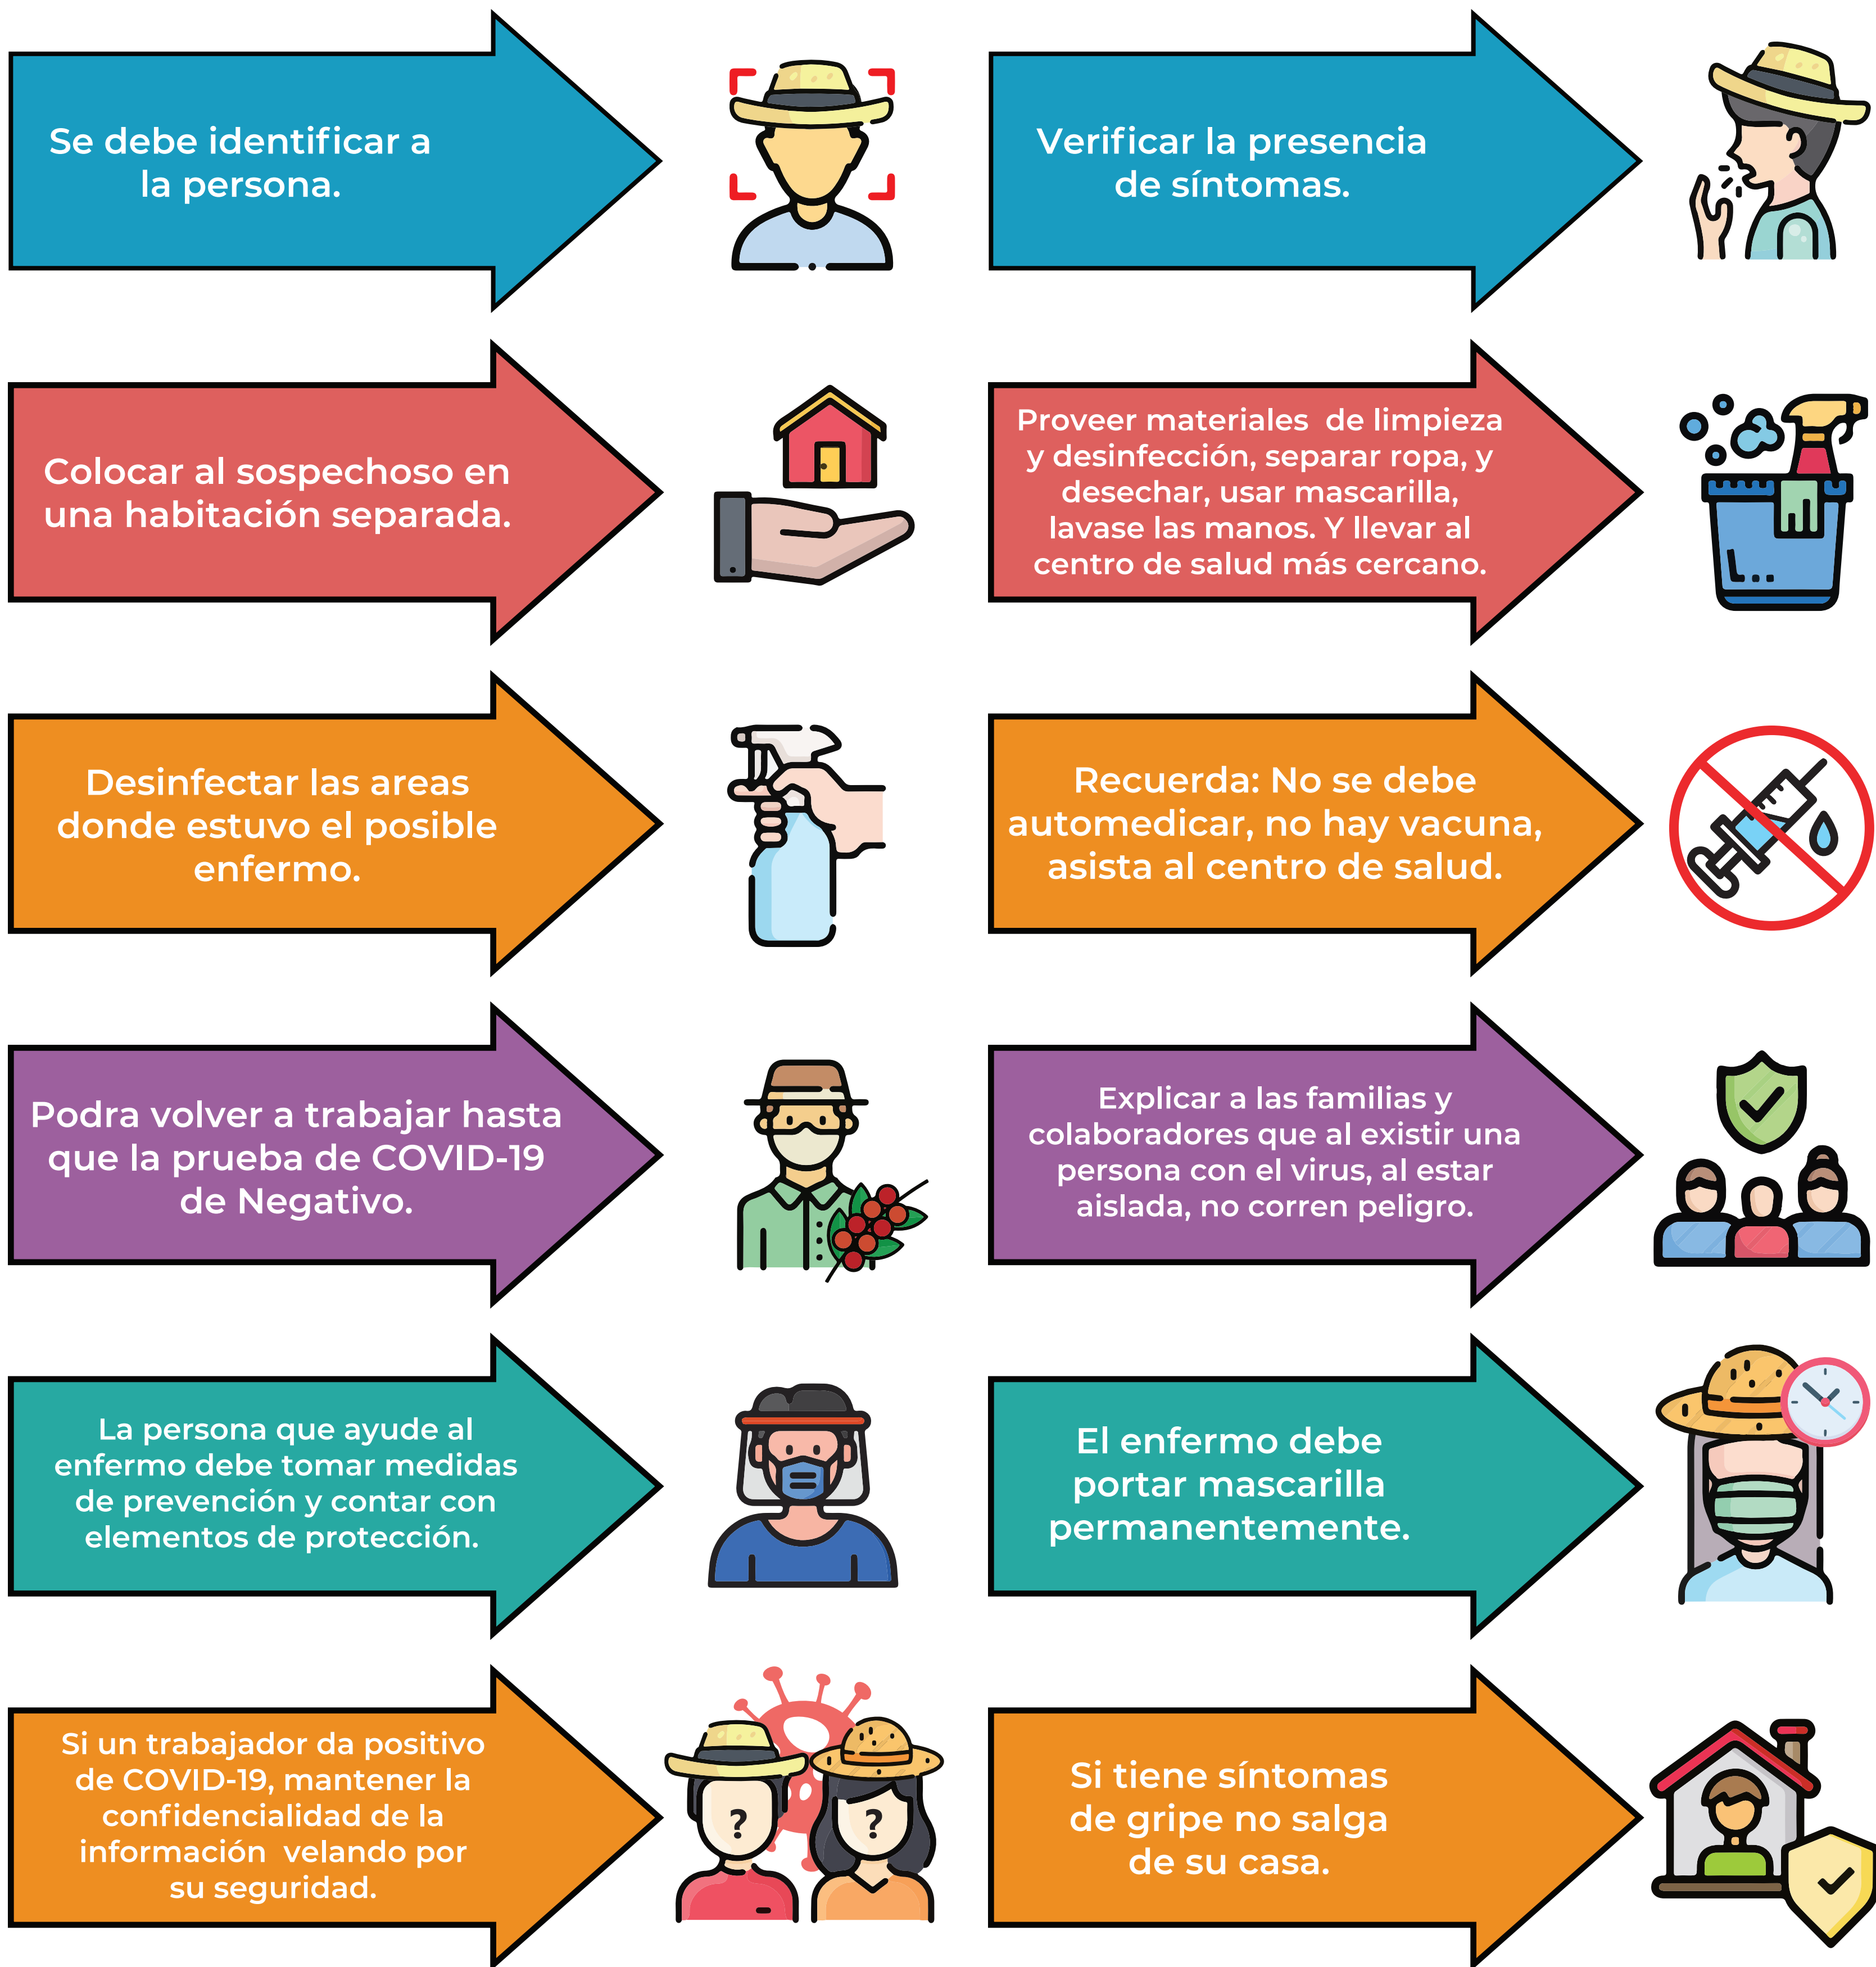 Se debe identificar a
la persona.
Verificar la presencia
de síntomas.
Colocar al sospechoso en
una habitación separada.
Proveer materiales  de limpieza
y desinfección, separar ropa, y
desechar, usar mascarilla,
lavase las manos. Y llevar al
centro de salud más cercano.
Desinfectar las areas
donde estuvo el posible
enfermo.
Recuerda: No se debe
automedicar, no hay vacuna,
asista al centro de salud.
Podra volver a trabajar hasta
que la prueba de COVID-19
de Negativo.
Explicar a las familias y
colaboradores que al existir una
persona con el virus, al estar
aislada, no corren peligro.
La persona que ayude al
enfermo debe tomar medidas
de prevención y contar con
elementos de protección.
El enfermo debe
portar mascarilla
permanentemente.
Si un trabajador da positivo
de COVID-19, mantener la
confidencialidad de la
información  velando por
su seguridad.
? ?
Si tiene síntomas
de gripe no salga
de su casa.